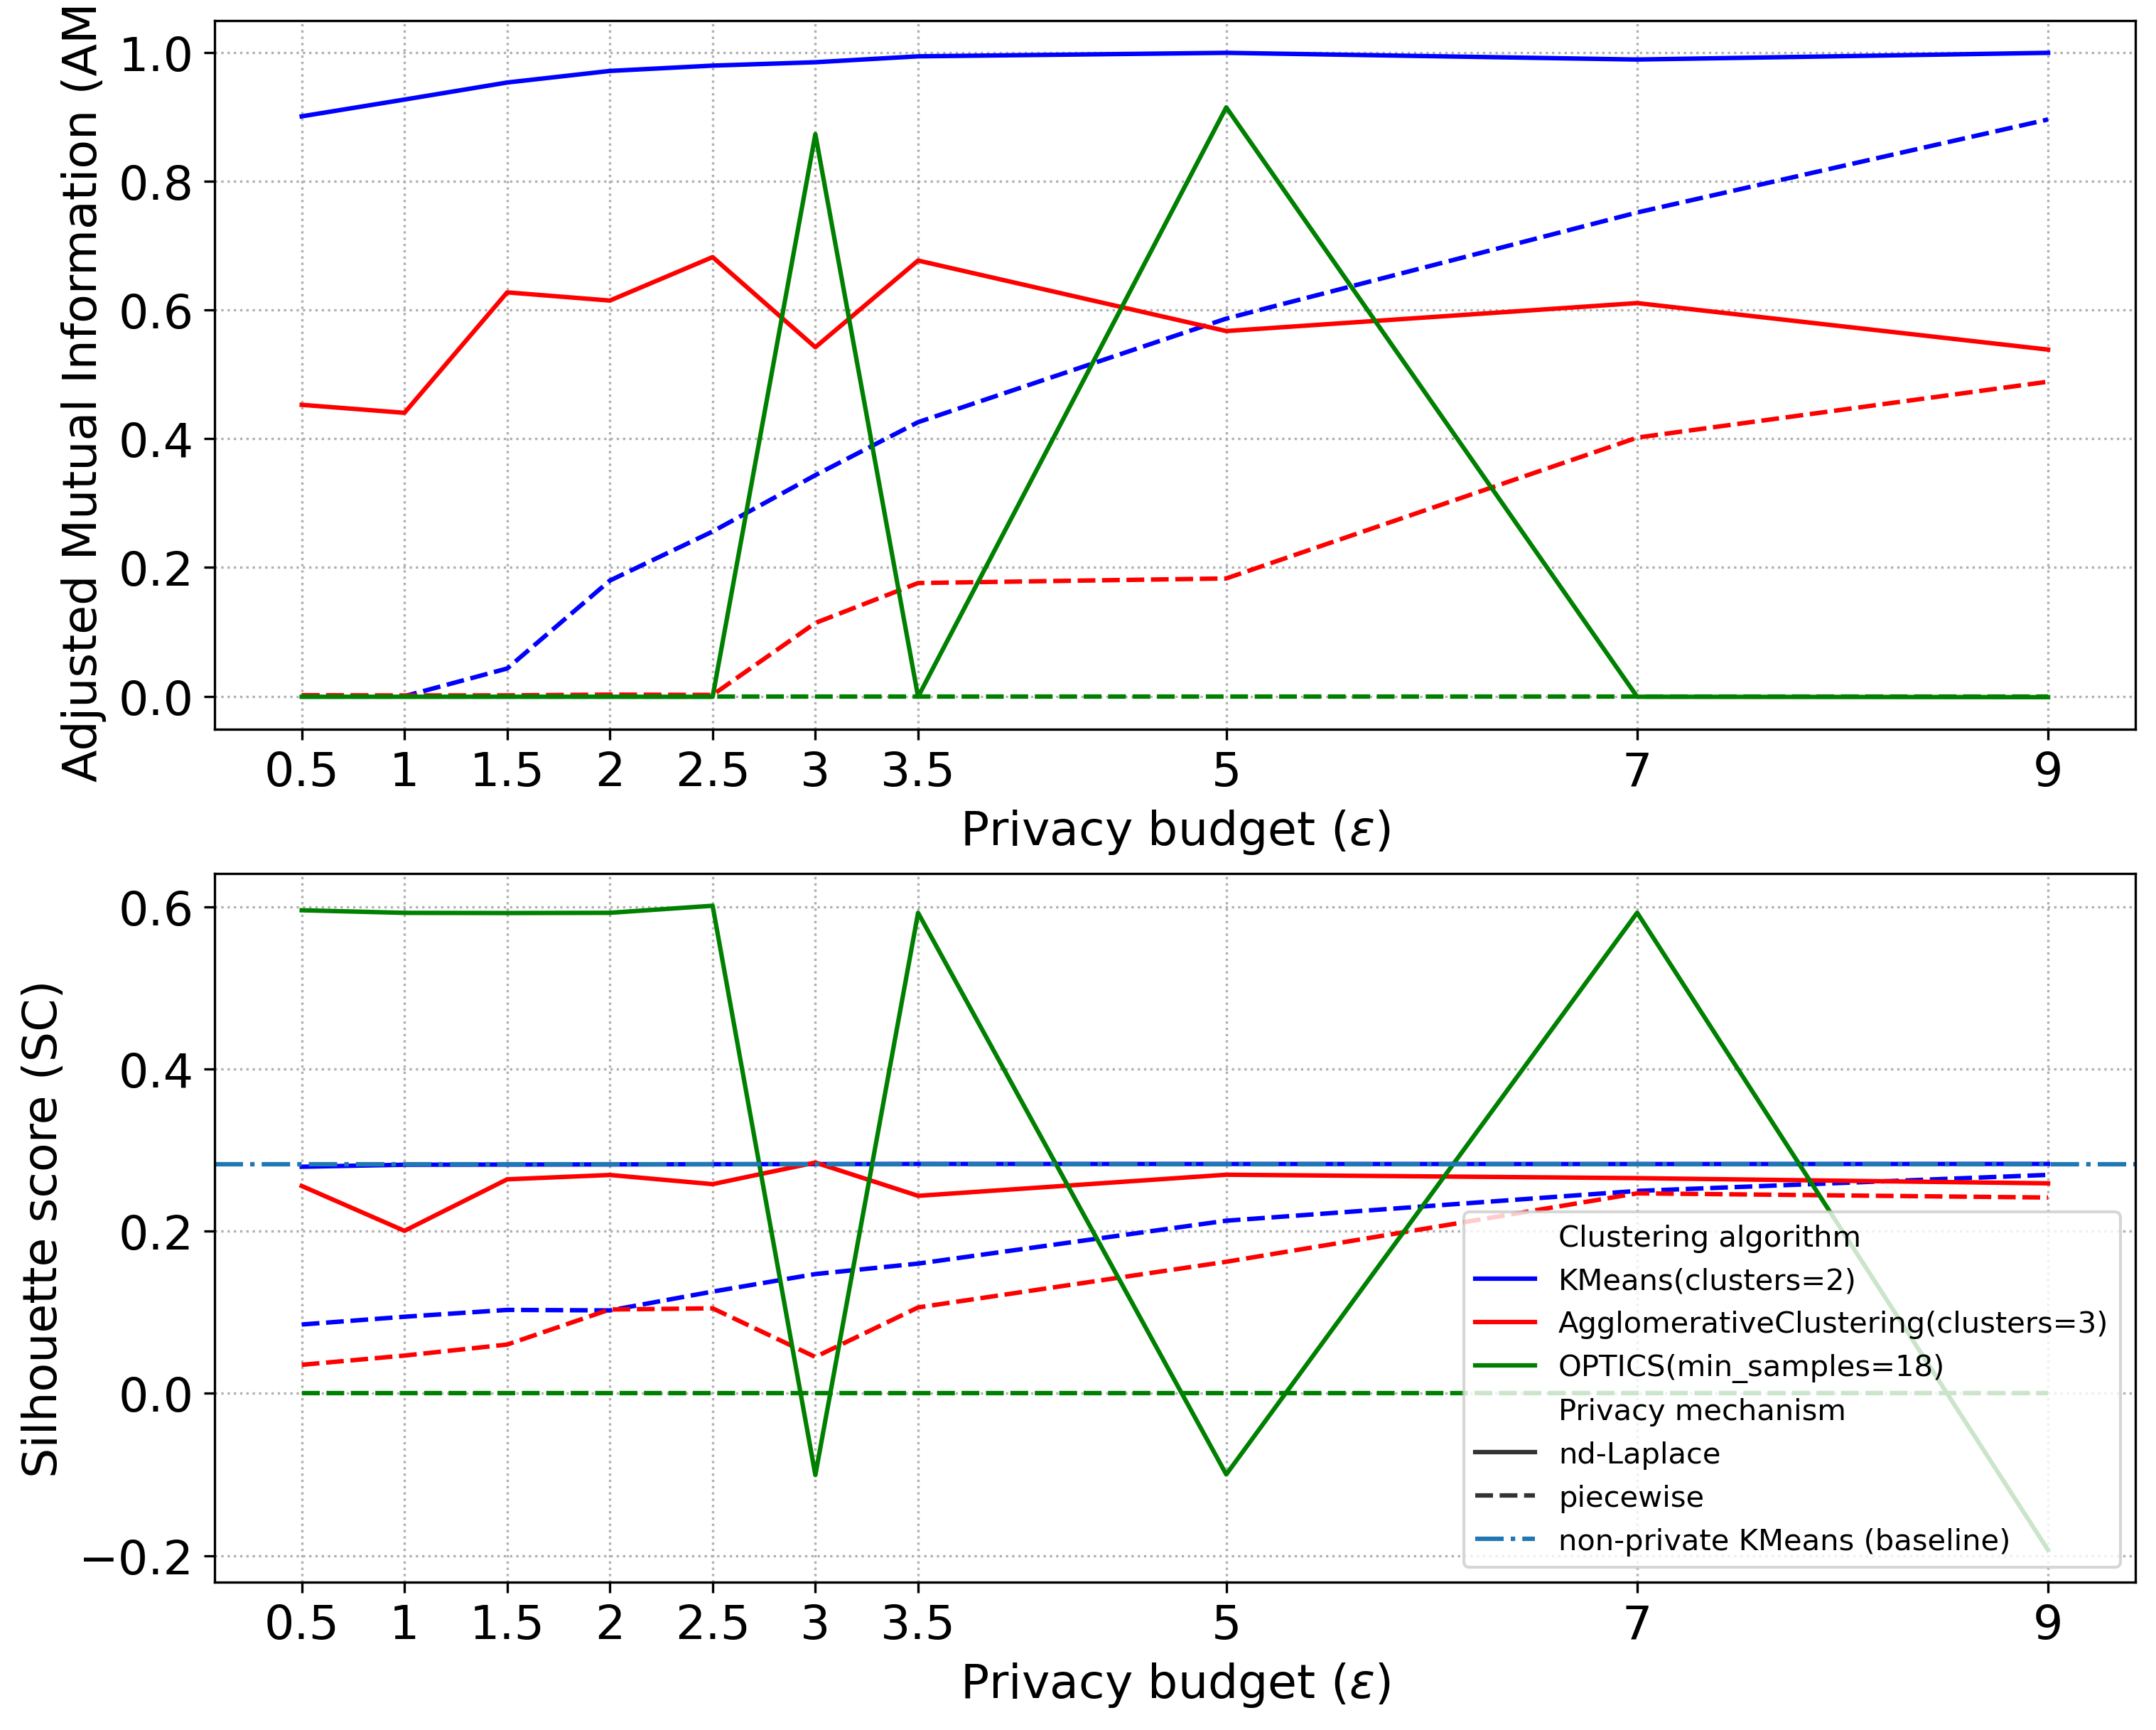 Adjusted Mutual Information (AM
1.0
0.8
0.6
0.4
0.2
0.0
0.5 1 1.5 2 2.5 3 3.5 5 7 9
Privacy budget (ε)
Silhouette score (SC)
0.6
0.4
0.2
0.0
−0.2
Clustering algorithm
KMeans(clusters=2)
AgglomerativeClustering(clusters=3)
OPTICS(min_samples=18)
Privacy mechanism
nd-Laplace
piecewise
non-private KMeans (baseline)
0.5 1 1.5 2 2.5 3 3.5 5 7 9
Privacy budget (ε)